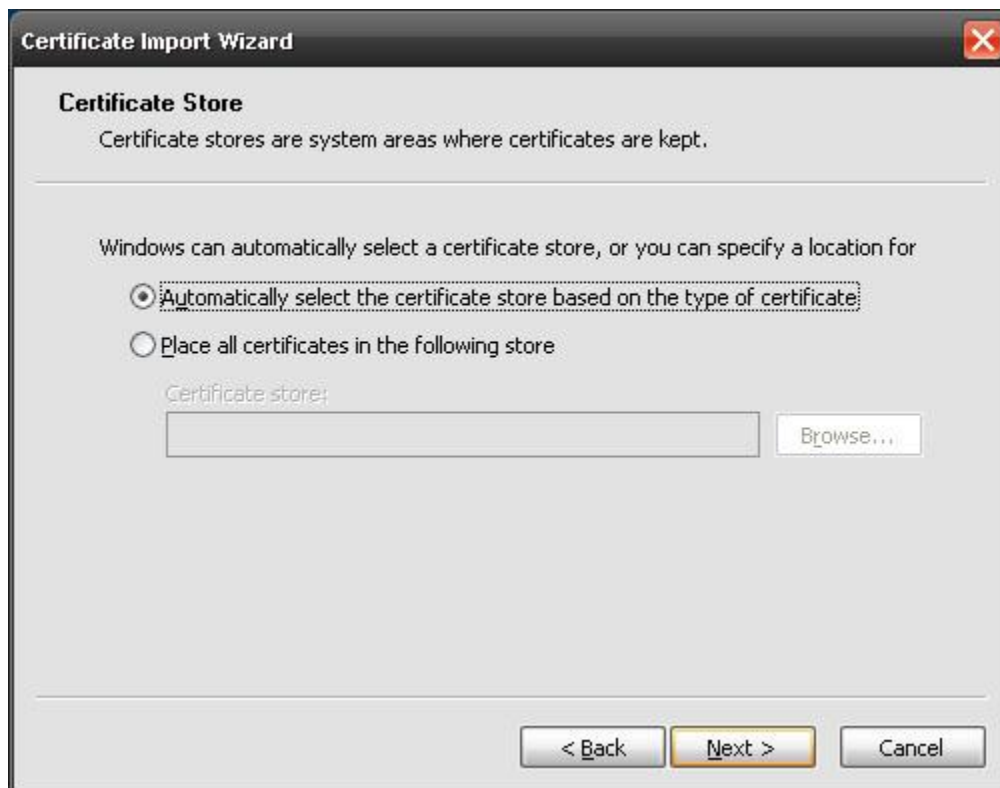 Certificate Import Wizard
Certificate Store
Certificate stores are system areas where certificates are kept.
Windows can automatically select a certificate store, or you can specify a location for
Automatically select the certificate store based on the type of certificate
Place all certificates in the following store
Certificate store:
Browse...
< Back
Next >
Cancel